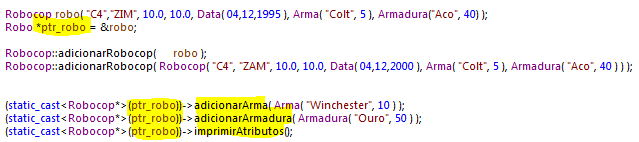 Robocop robo( "C4","ZIM", 10.0, 10.0, Data( 04,12,1995 ), Arma( "Colt", 5 ), Armadura("Aco", 40) );
Robo *ptr_robo = &robo;
Robocop::adicionarRobocop( robo );
Robocop::adicionarRobocop( Robocop( "C4", "ZAM", 10.0, 10.0, Data( 04,12,2000 ), Arma( "Colt", 5 ), Armadura( "Aco", 40 ) ) );
(static_cast<Robocop*>(ptr_robo))->adicionarArma( Arma( "Winchester", 10 ) );
(static_cast<Robocop*>(ptr_robo))->adicionarArmadura( Armadura( "Ouro", 50 ) );
(static_cast<Robocop*>(ptr_robo))->imprimirAtributos();